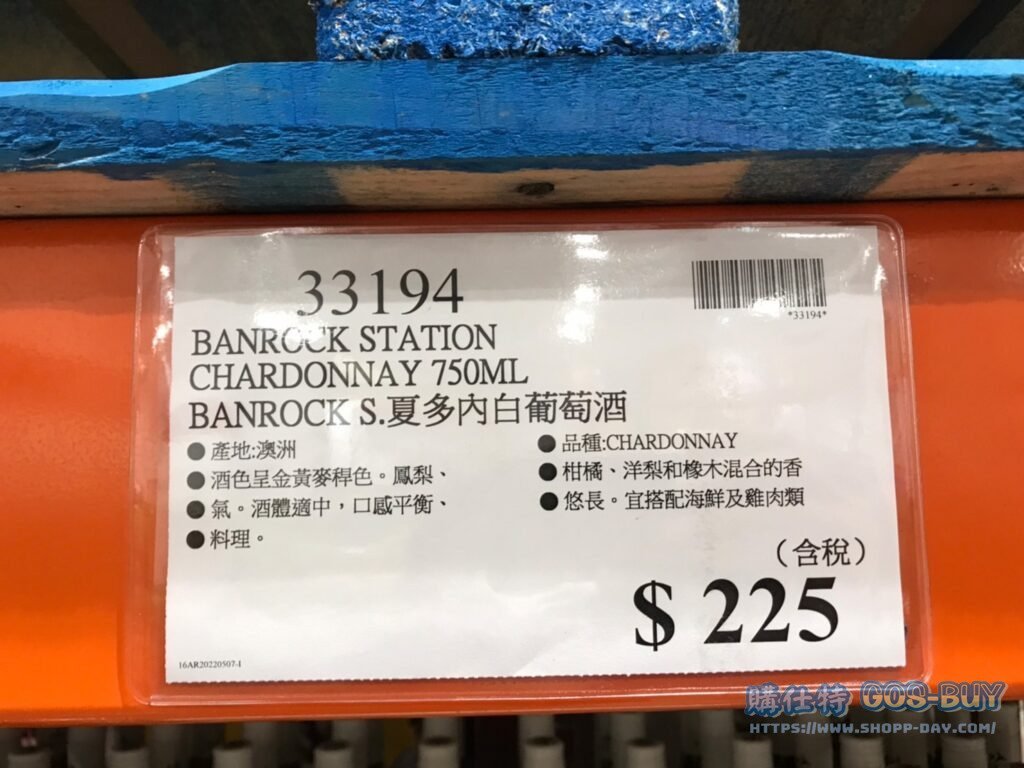 33194
*33194*
BANROCK STATION
CHARDONNAY 750ML
BANROCK S.夏多內白葡萄酒
●產地:澳洲 ●品種:CHARDONNAY
●酒色呈金黃麥稈色。鳳梨、 ●柑橘、洋梨和橡木混合的香
●氣。酒體適中，口感平衡、 ●悠長。宜搭配海鮮及雞肉類
●料理。
（含稅）
$ 225
16AR20220507-1
購仕特 GOS-BUY
HTTPS://WWW.SHOPP-DAY.COM/